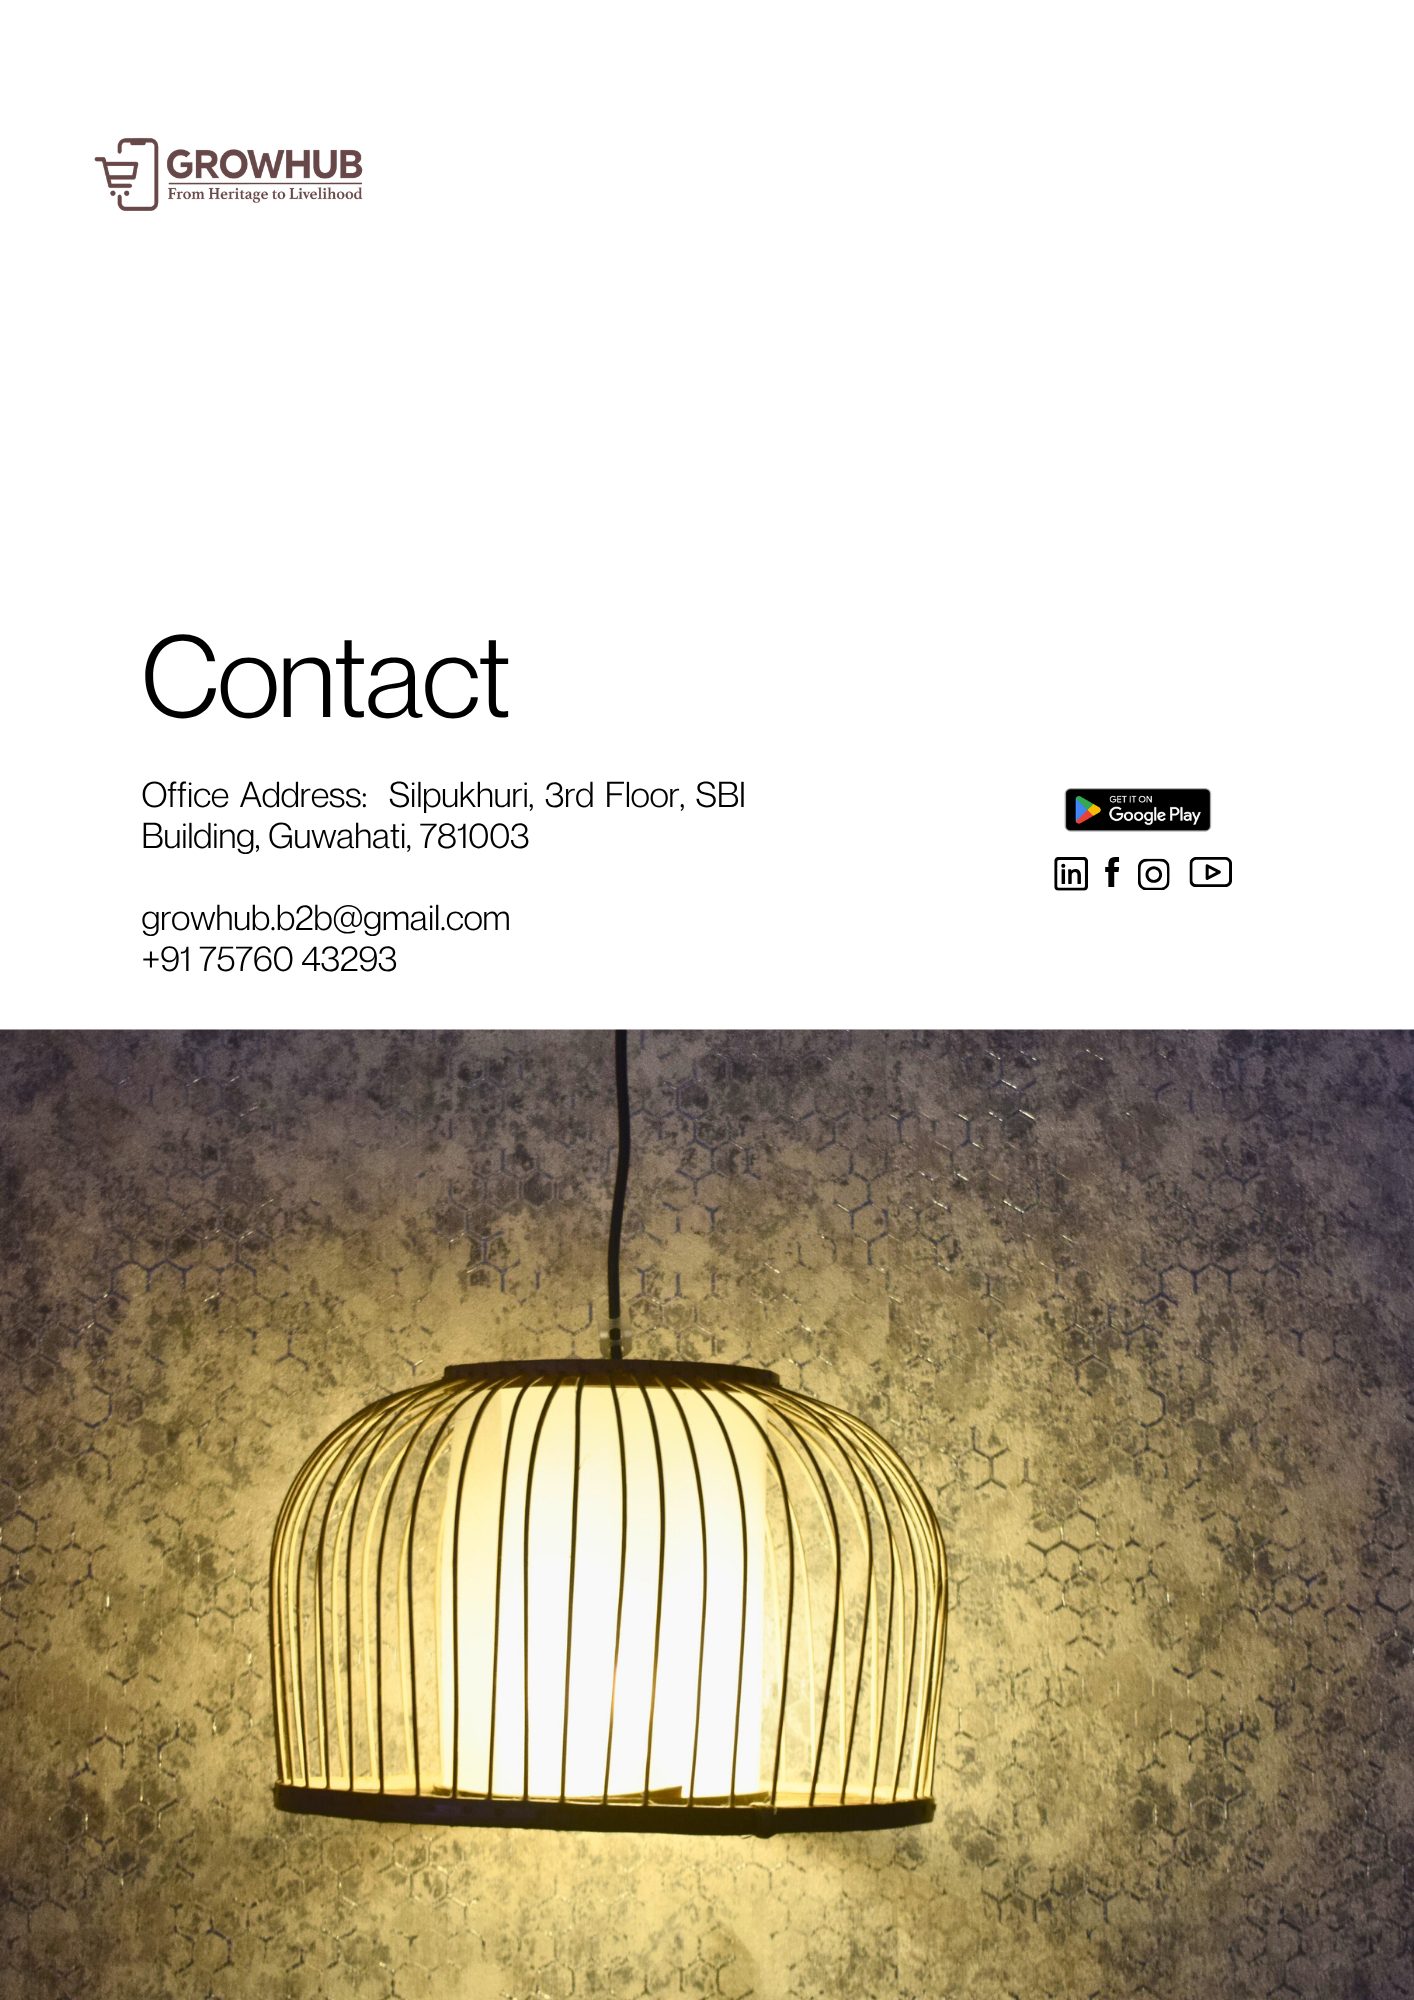 GROWHUB
From Heritage to Livelihood
Contact
Office Address: Silpukhuri, 3rd Floor, SBI
Building, Guwahati, 781003
growhub.b2b@gmail.com
+91 75760 43293
GET IT ON
Google Play
in f